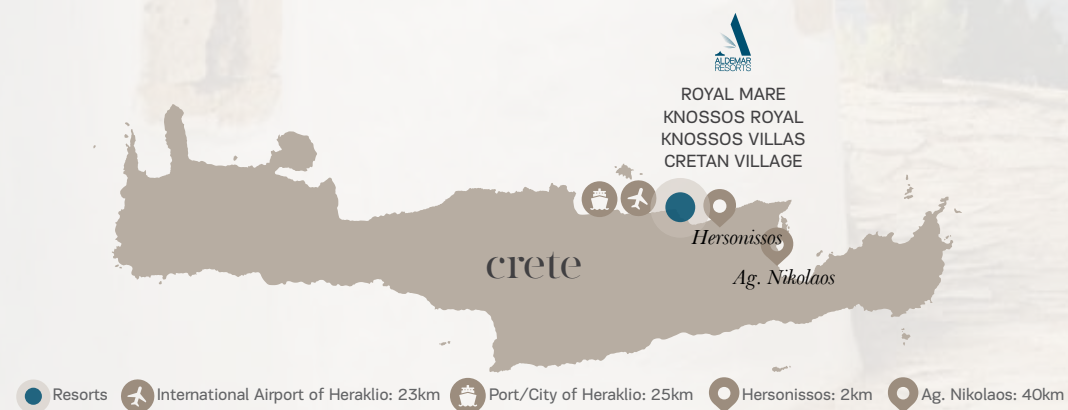 ALDEMAR
RESORTS
ROYAL MARE
KNOSSOS ROYAL
KNOSSOS VILLAS
CRETAN VILLAGE
Hersonissos
crete
Ag. Nikolaos
Resorts
International Airport of Heraklio: 23km
Port/City of Heraklio: 25km
Hersonissos: 2km
Ag. Nikolaos: 40km